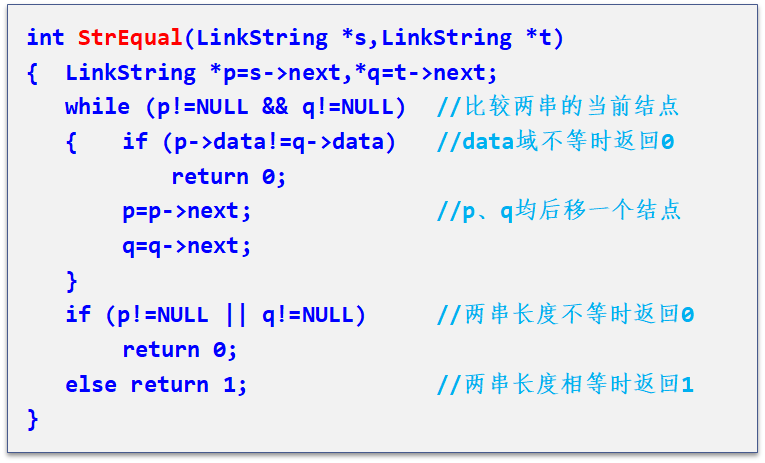 int StrEqual(LinkString *s,LinkString *t)
{  LinkString *p=s->next,*q=t->next;
   while (p!=NULL && q!=NULL)  //比较两串的当前结点
   {   if (p->data!=q->data)   //data域不等时返回0
           return 0;
       p=p->next;              //p、q均后移一个结点
       q=q->next;
   }
   if (p!=NULL || q!=NULL)     //两串长度不等时返回0
       return 0;
   else return 1;              //两串长度相等时返回1
}